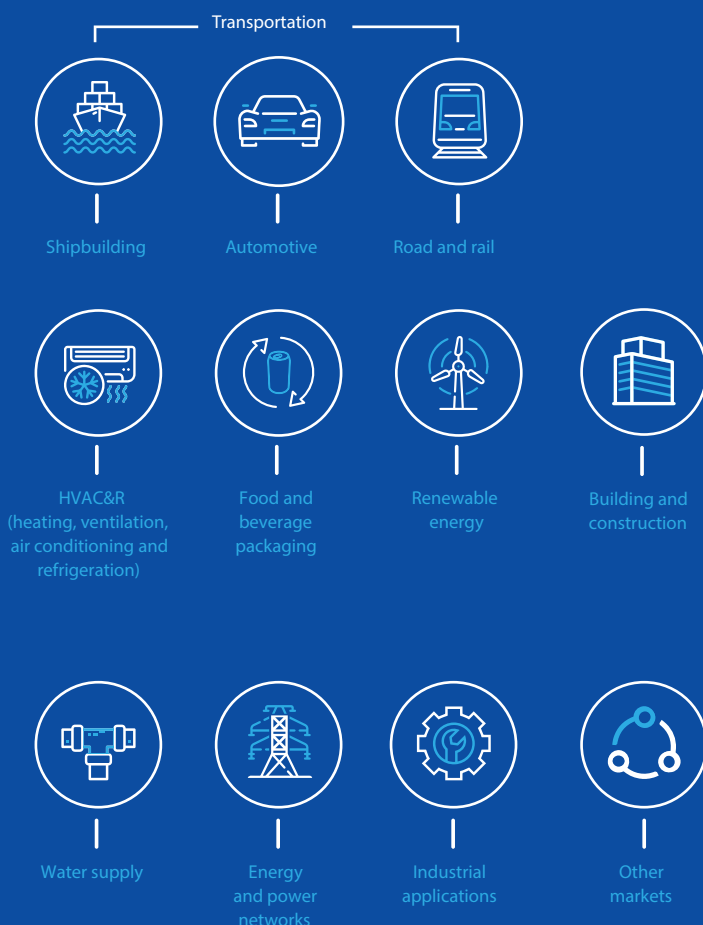 Transportation
Shipbuilding
Automotive
Road and rail
HVAC&R
(heating, ventilation,
air conditioning and
refrigeration)
Food and
beverage
packaging
Renewable
energy
Building and
construction
Water supply
Energy
and power
networks
Industrial
applications
Other
markets